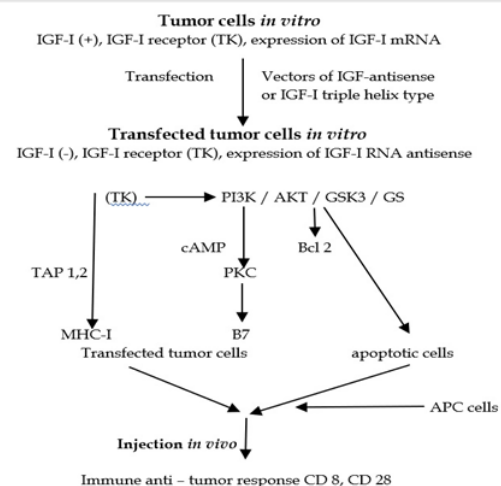 Tumor cells in vitro
IGF-I (+), IGF-I receptor (TK), expression of IGF-I mRNA
Transfection
Vectors of IGF-antisense
or IGF-I triple helix type
Transfected tumor cells in vitro
IGF-I (-), IGF-I receptor (TK), expression of IGF-I RNA antisense
(TK) PI3K / AKT / GSK3 / GS
cAMP Bcl 2
TAP 1,2 PKC
MHC-I B7
Transfected tumor cells apoptotic cells
APC cells
Injection in vivo
Immune anti – tumor response CD 8, CD 28